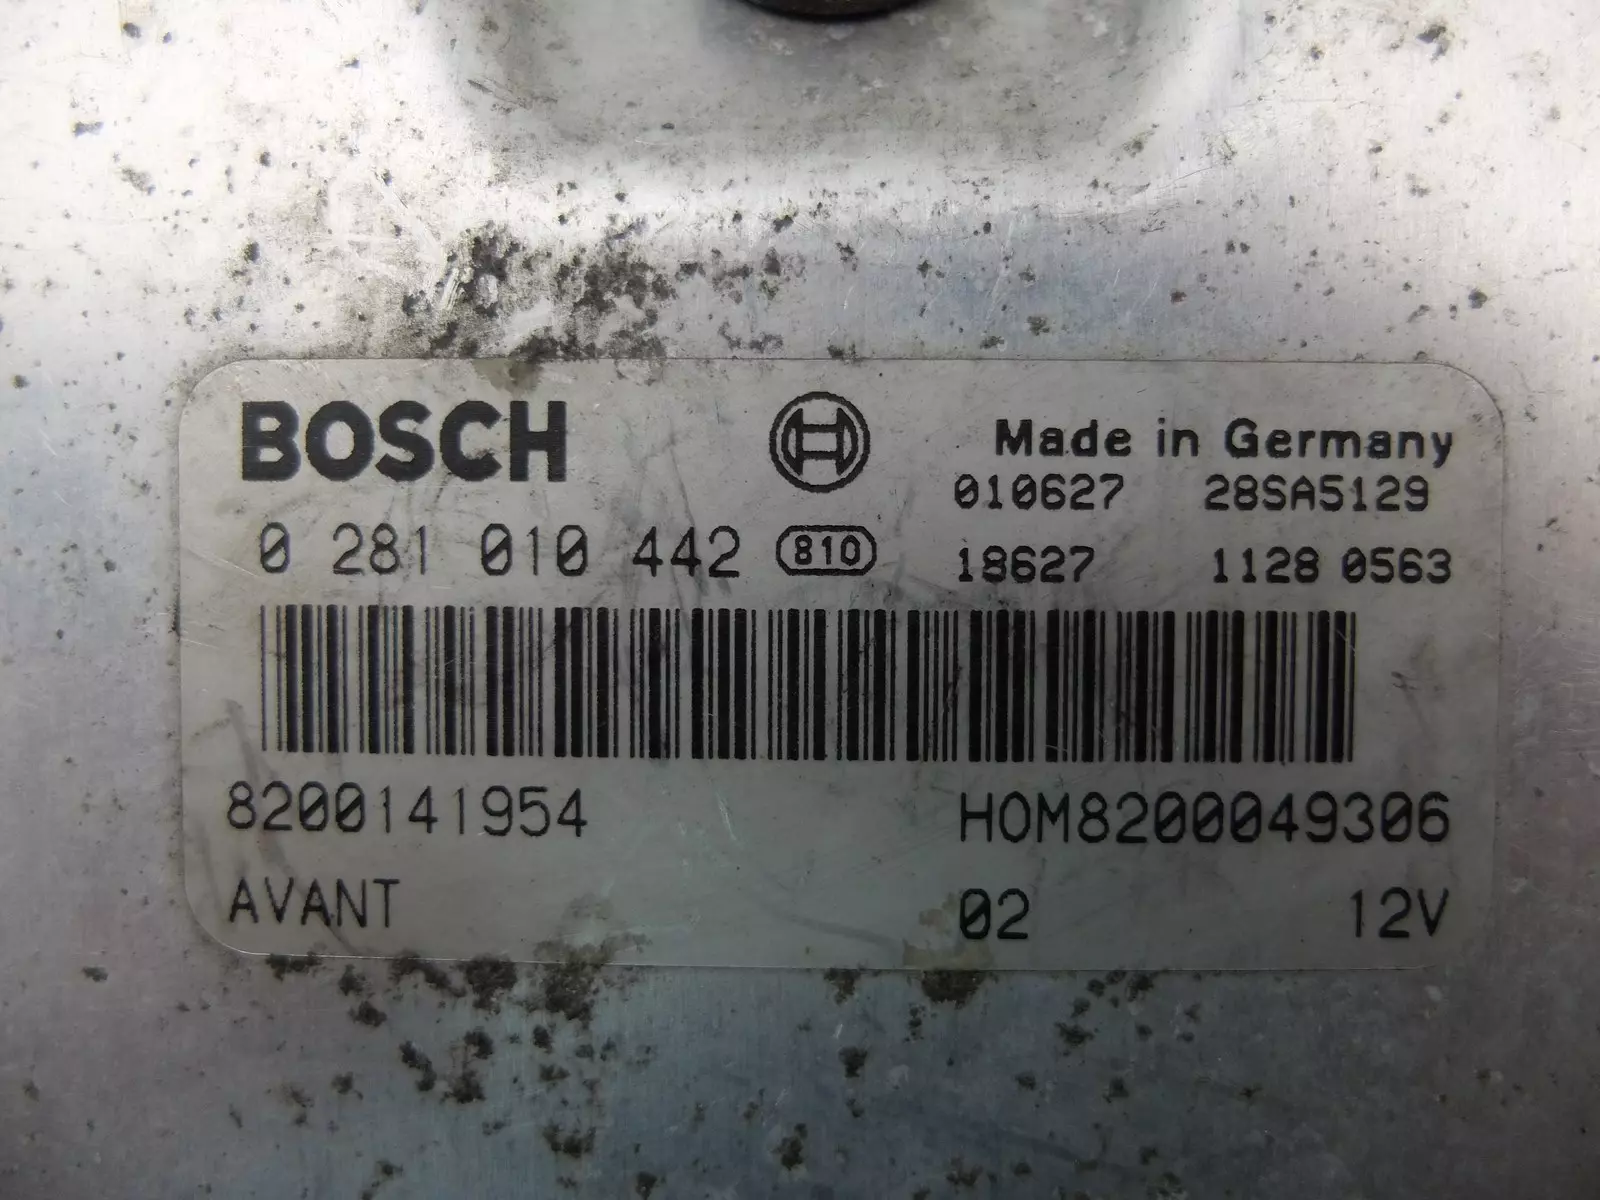 BOSCH
Made in Germany
010627 28SA5129
0 281 010 442 810
18627 1128 0563
8200141954 HOM8200049306
AVANT 02 12V